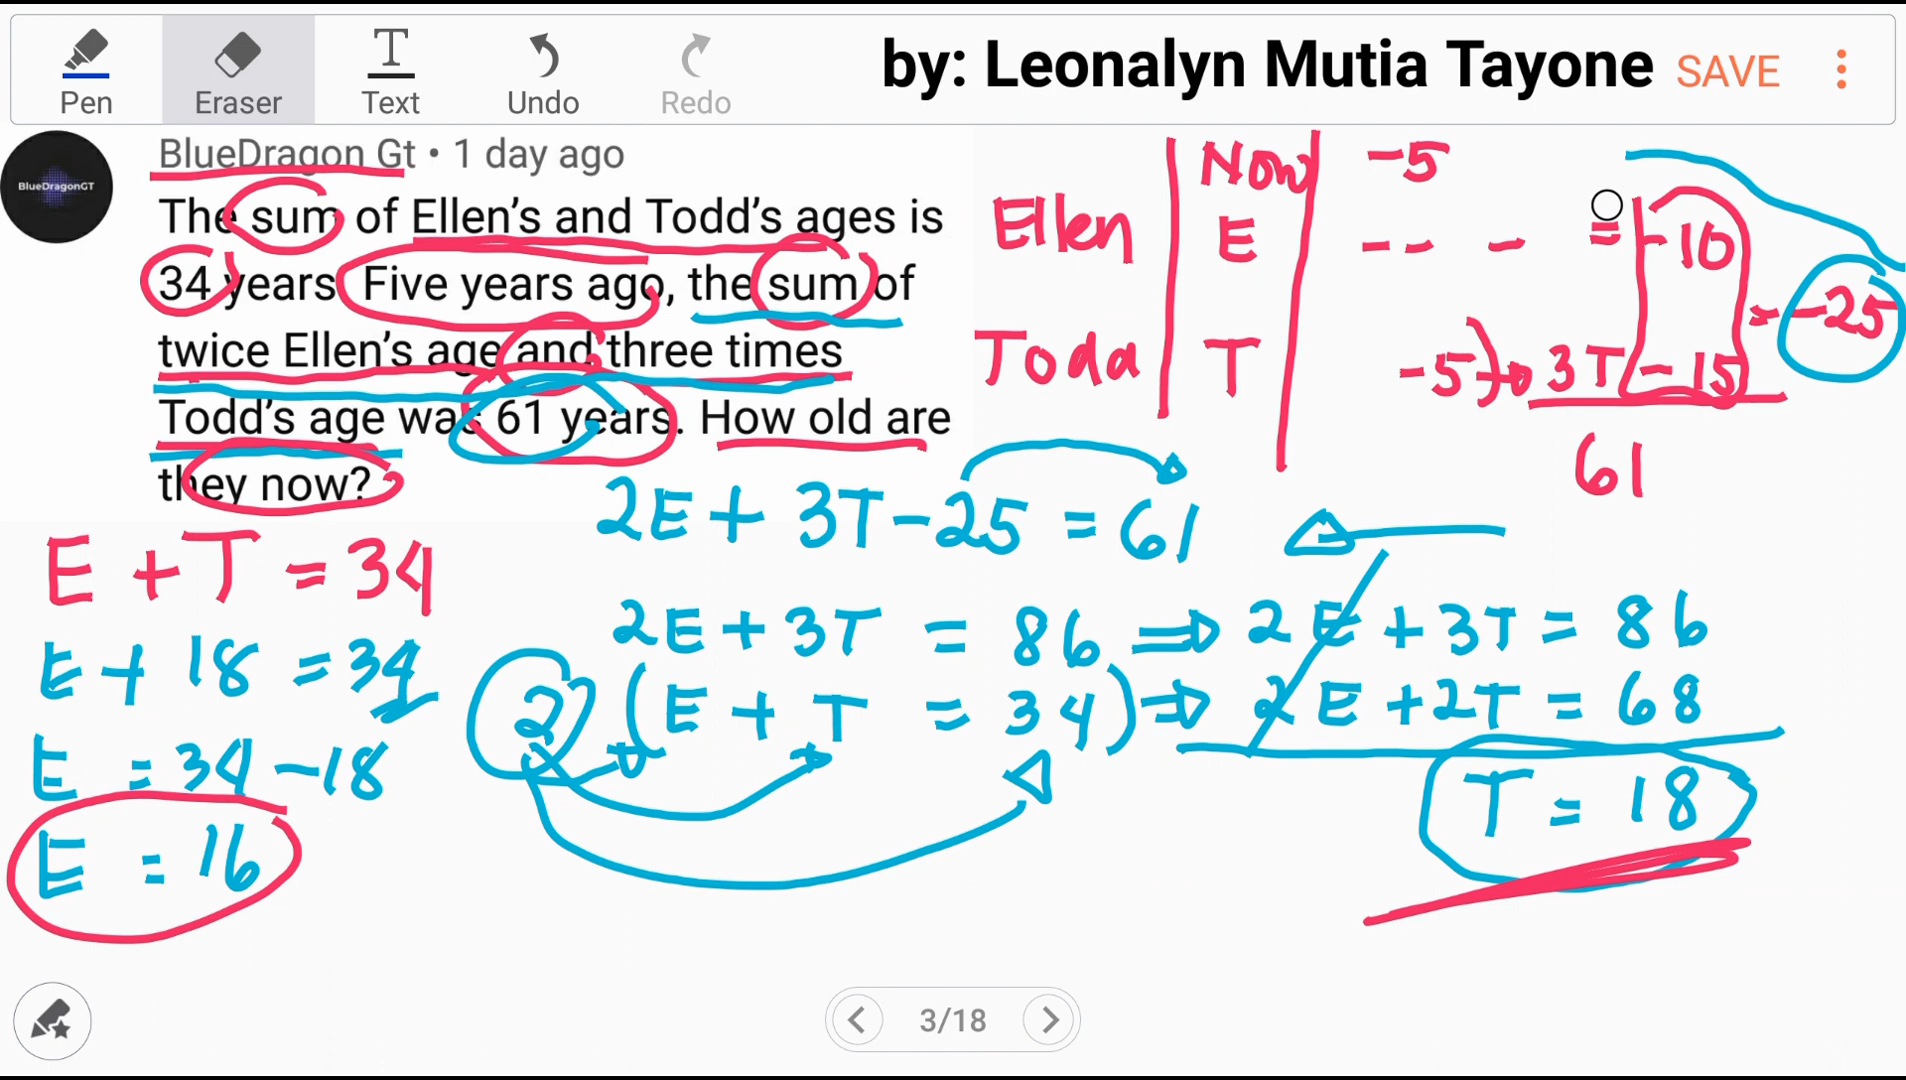 Pen
Eraser
Text
Undo
Redo
by: Leonalyn Mutia Tayone
SAVE
BlueDragonGT
BlueDragon Gt • 1 day ago
The sum of Ellen's and Todd's ages is
34 years Five years ago, the sum of
twice Ellen's age and three times
Todd's age was 61 years. How old are
they now?
Now -5
Ellen E -- - = -10
= -25
Todd T -5) 3T - 15
61
2E + 3T - 25 = 61
E + T = 34
E + 18 = 34
E = 34 - 18
E = 16
2E + 3T = 86 ⇒ 2E + 3T = 86
2 (E + T = 34) ⇒ 2E + 2T = 68
T = 18
3/18